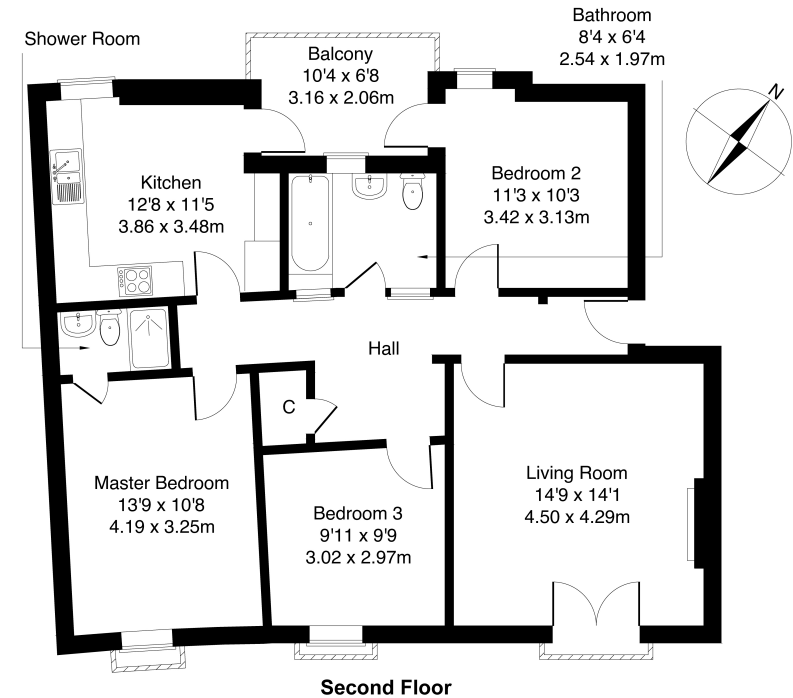 Bathroom
8'4 x 6'4
2.54 x 1.97m
Shower Room
Balcony
10'4 x 6'8
3.16 x 2.06m
N
Kitchen
12'8 x 11'5
3.86 x 3.48m
Bedroom 2
11'3 x 10'3
3.42 x 3.13m
Hall
C
Master Bedroom
13'9 x 10'8
4.19 x 3.25m
Bedroom 3
9'11 x 9'9
3.02 x 2.97m
Living Room
14'9 x 14'1
4.50 x 4.29m
Second Floor